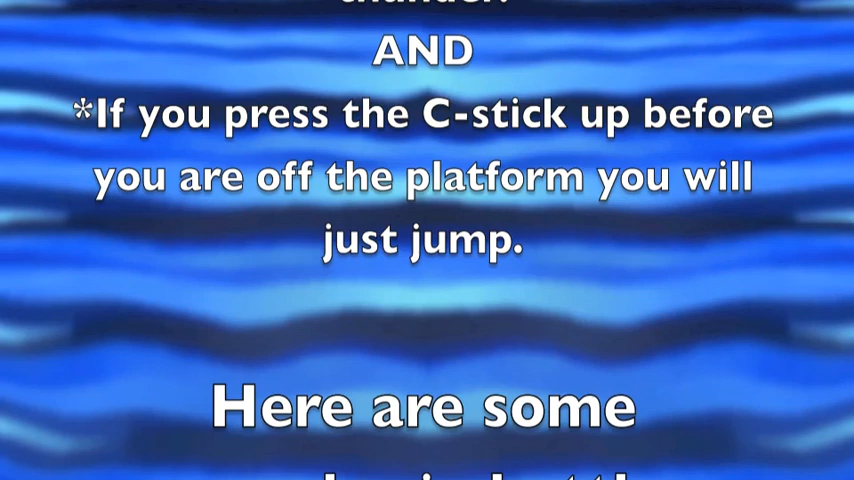 thunder.
AND
*If you press the C-stick up before
you are off the platform you will
just jump.
Here are some